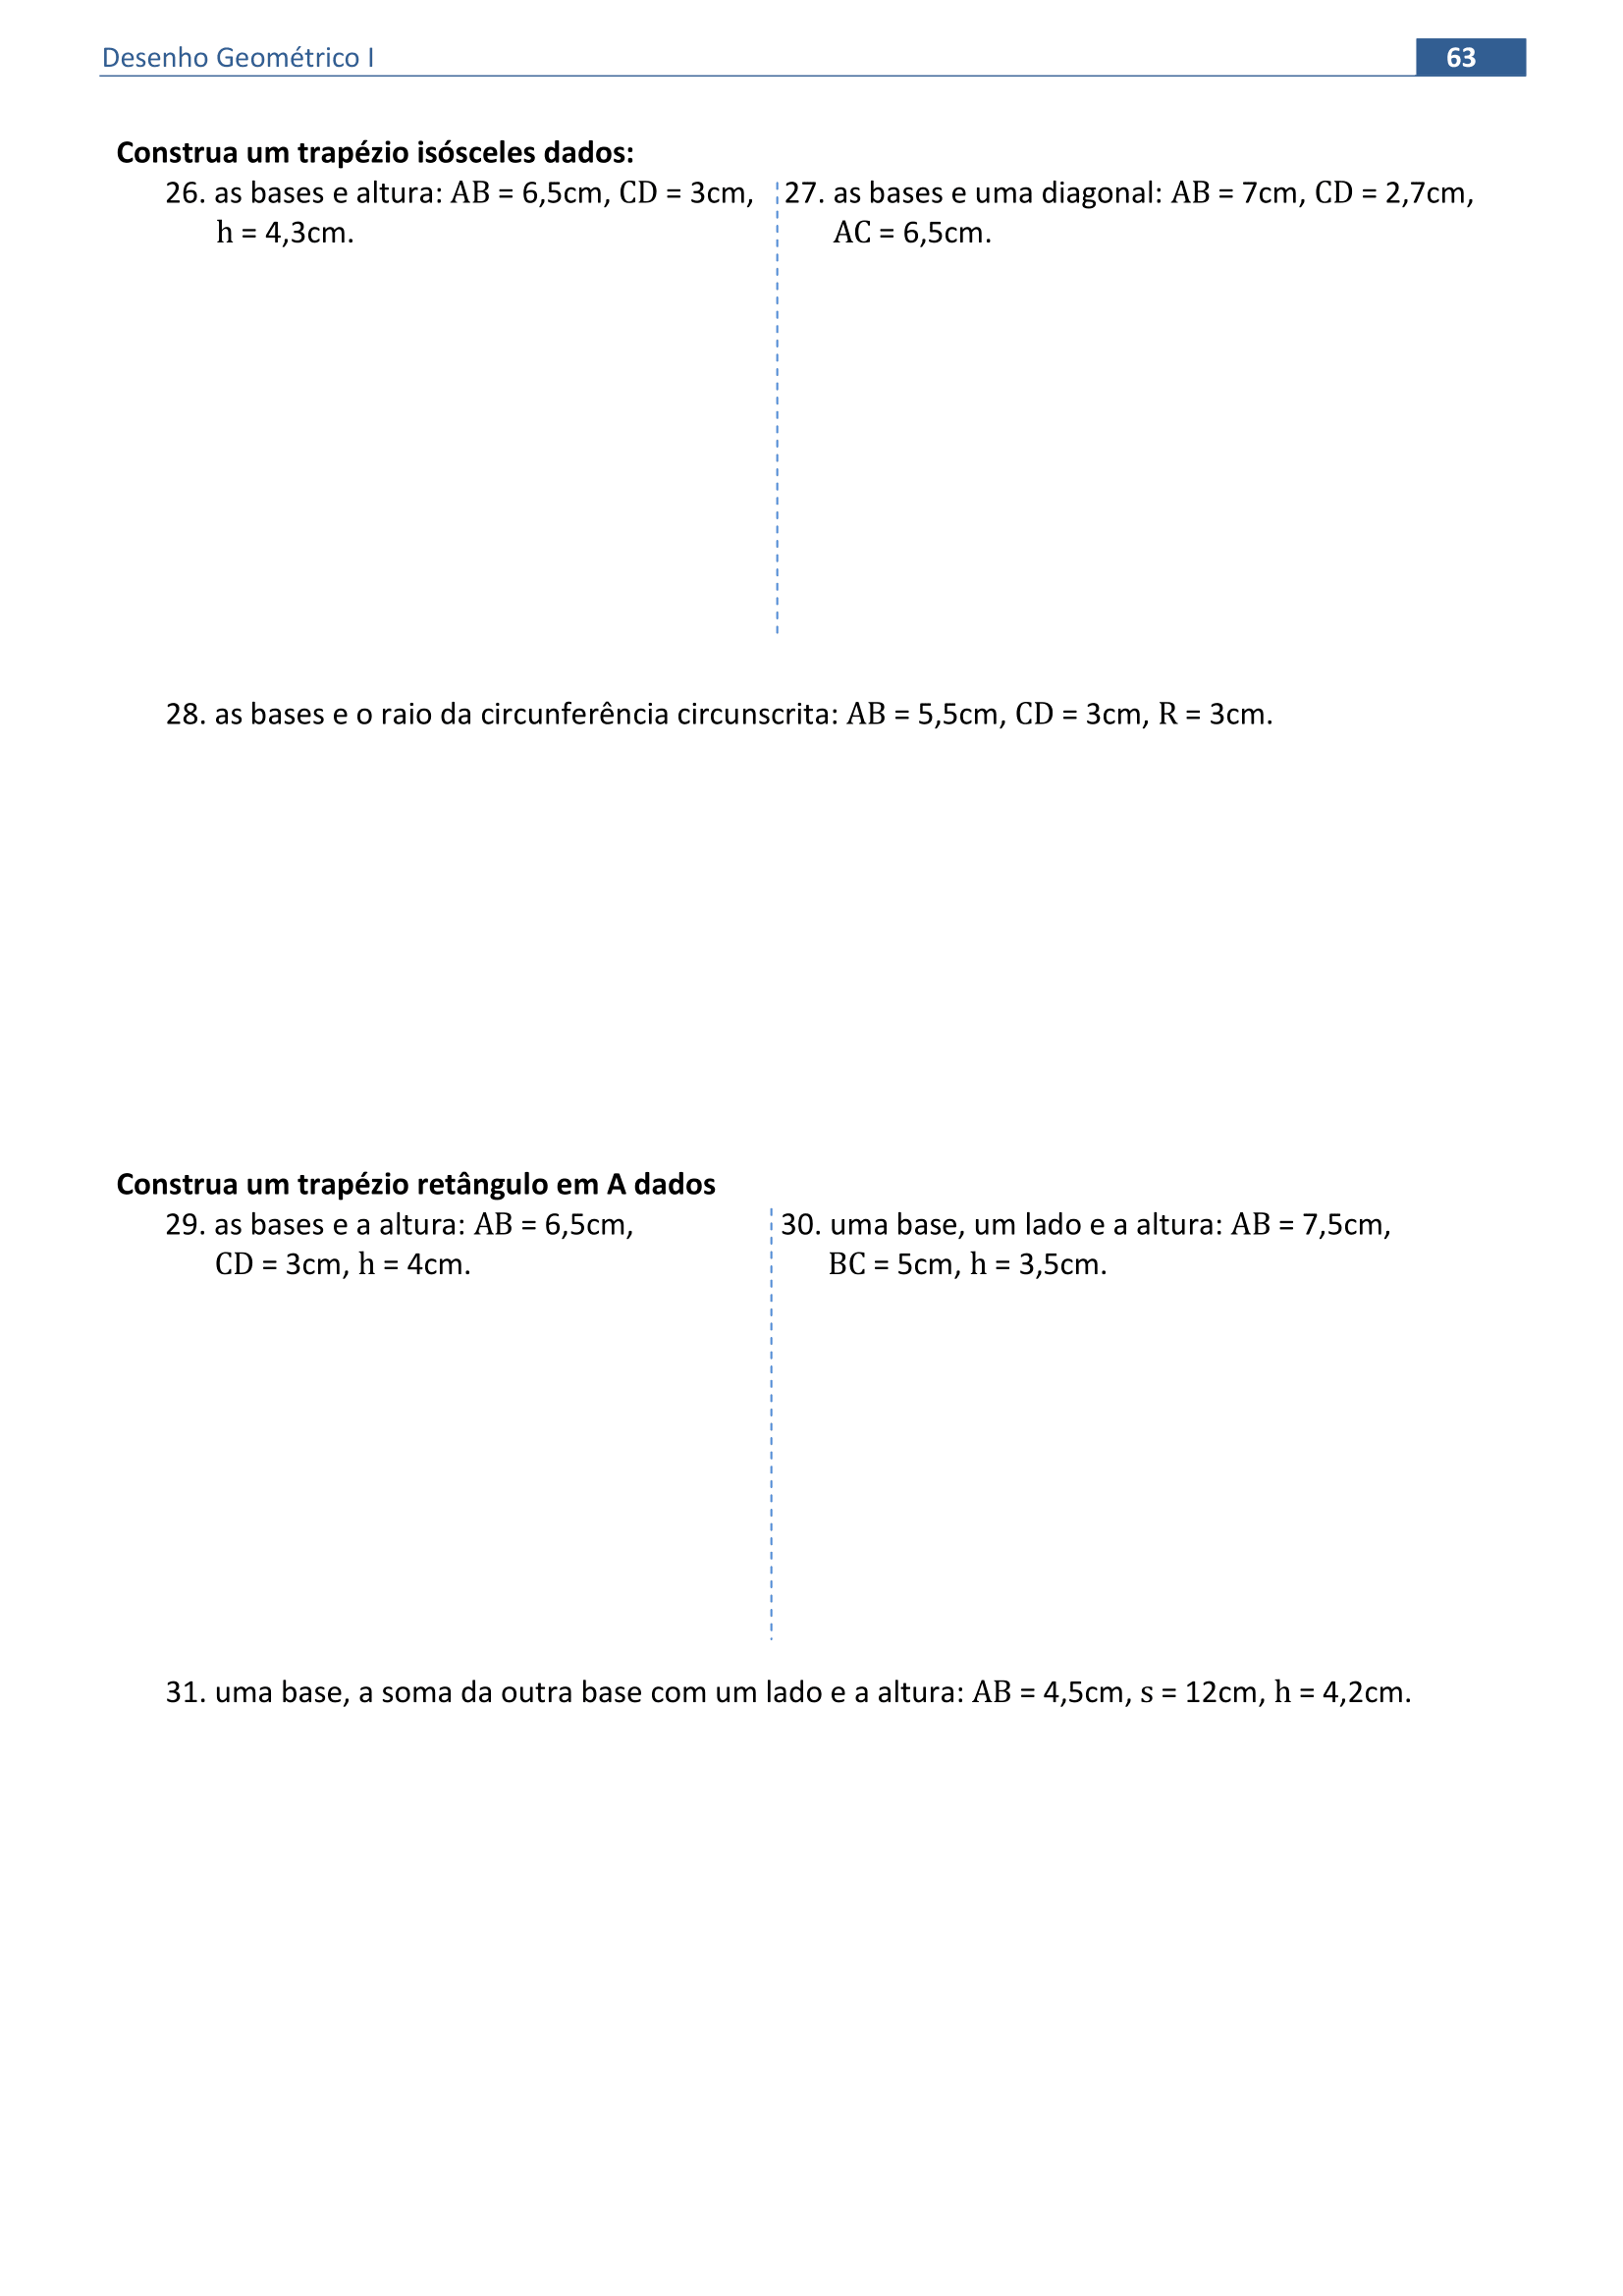 Desenho Geométrico I
63
Construa um trapézio isósceles dados:
26. as bases e altura: AB = 6,5cm, CD = 3cm,
h = 4,3cm.
27. as bases e uma diagonal: AB = 7cm, CD = 2,7cm,
AC = 6,5cm.
28. as bases e o raio da circunferência circunscrita: AB = 5,5cm, CD = 3cm, R = 3cm.
Construa um trapézio retângulo em A dados
29. as bases e a altura: AB = 6,5cm,
CD = 3cm, h = 4cm.
30. uma base, um lado e a altura: AB = 7,5cm,
BC = 5cm, h = 3,5cm.
31. uma base, a soma da outra base com um lado e a altura: AB = 4,5cm, s = 12cm, h = 4,2cm.